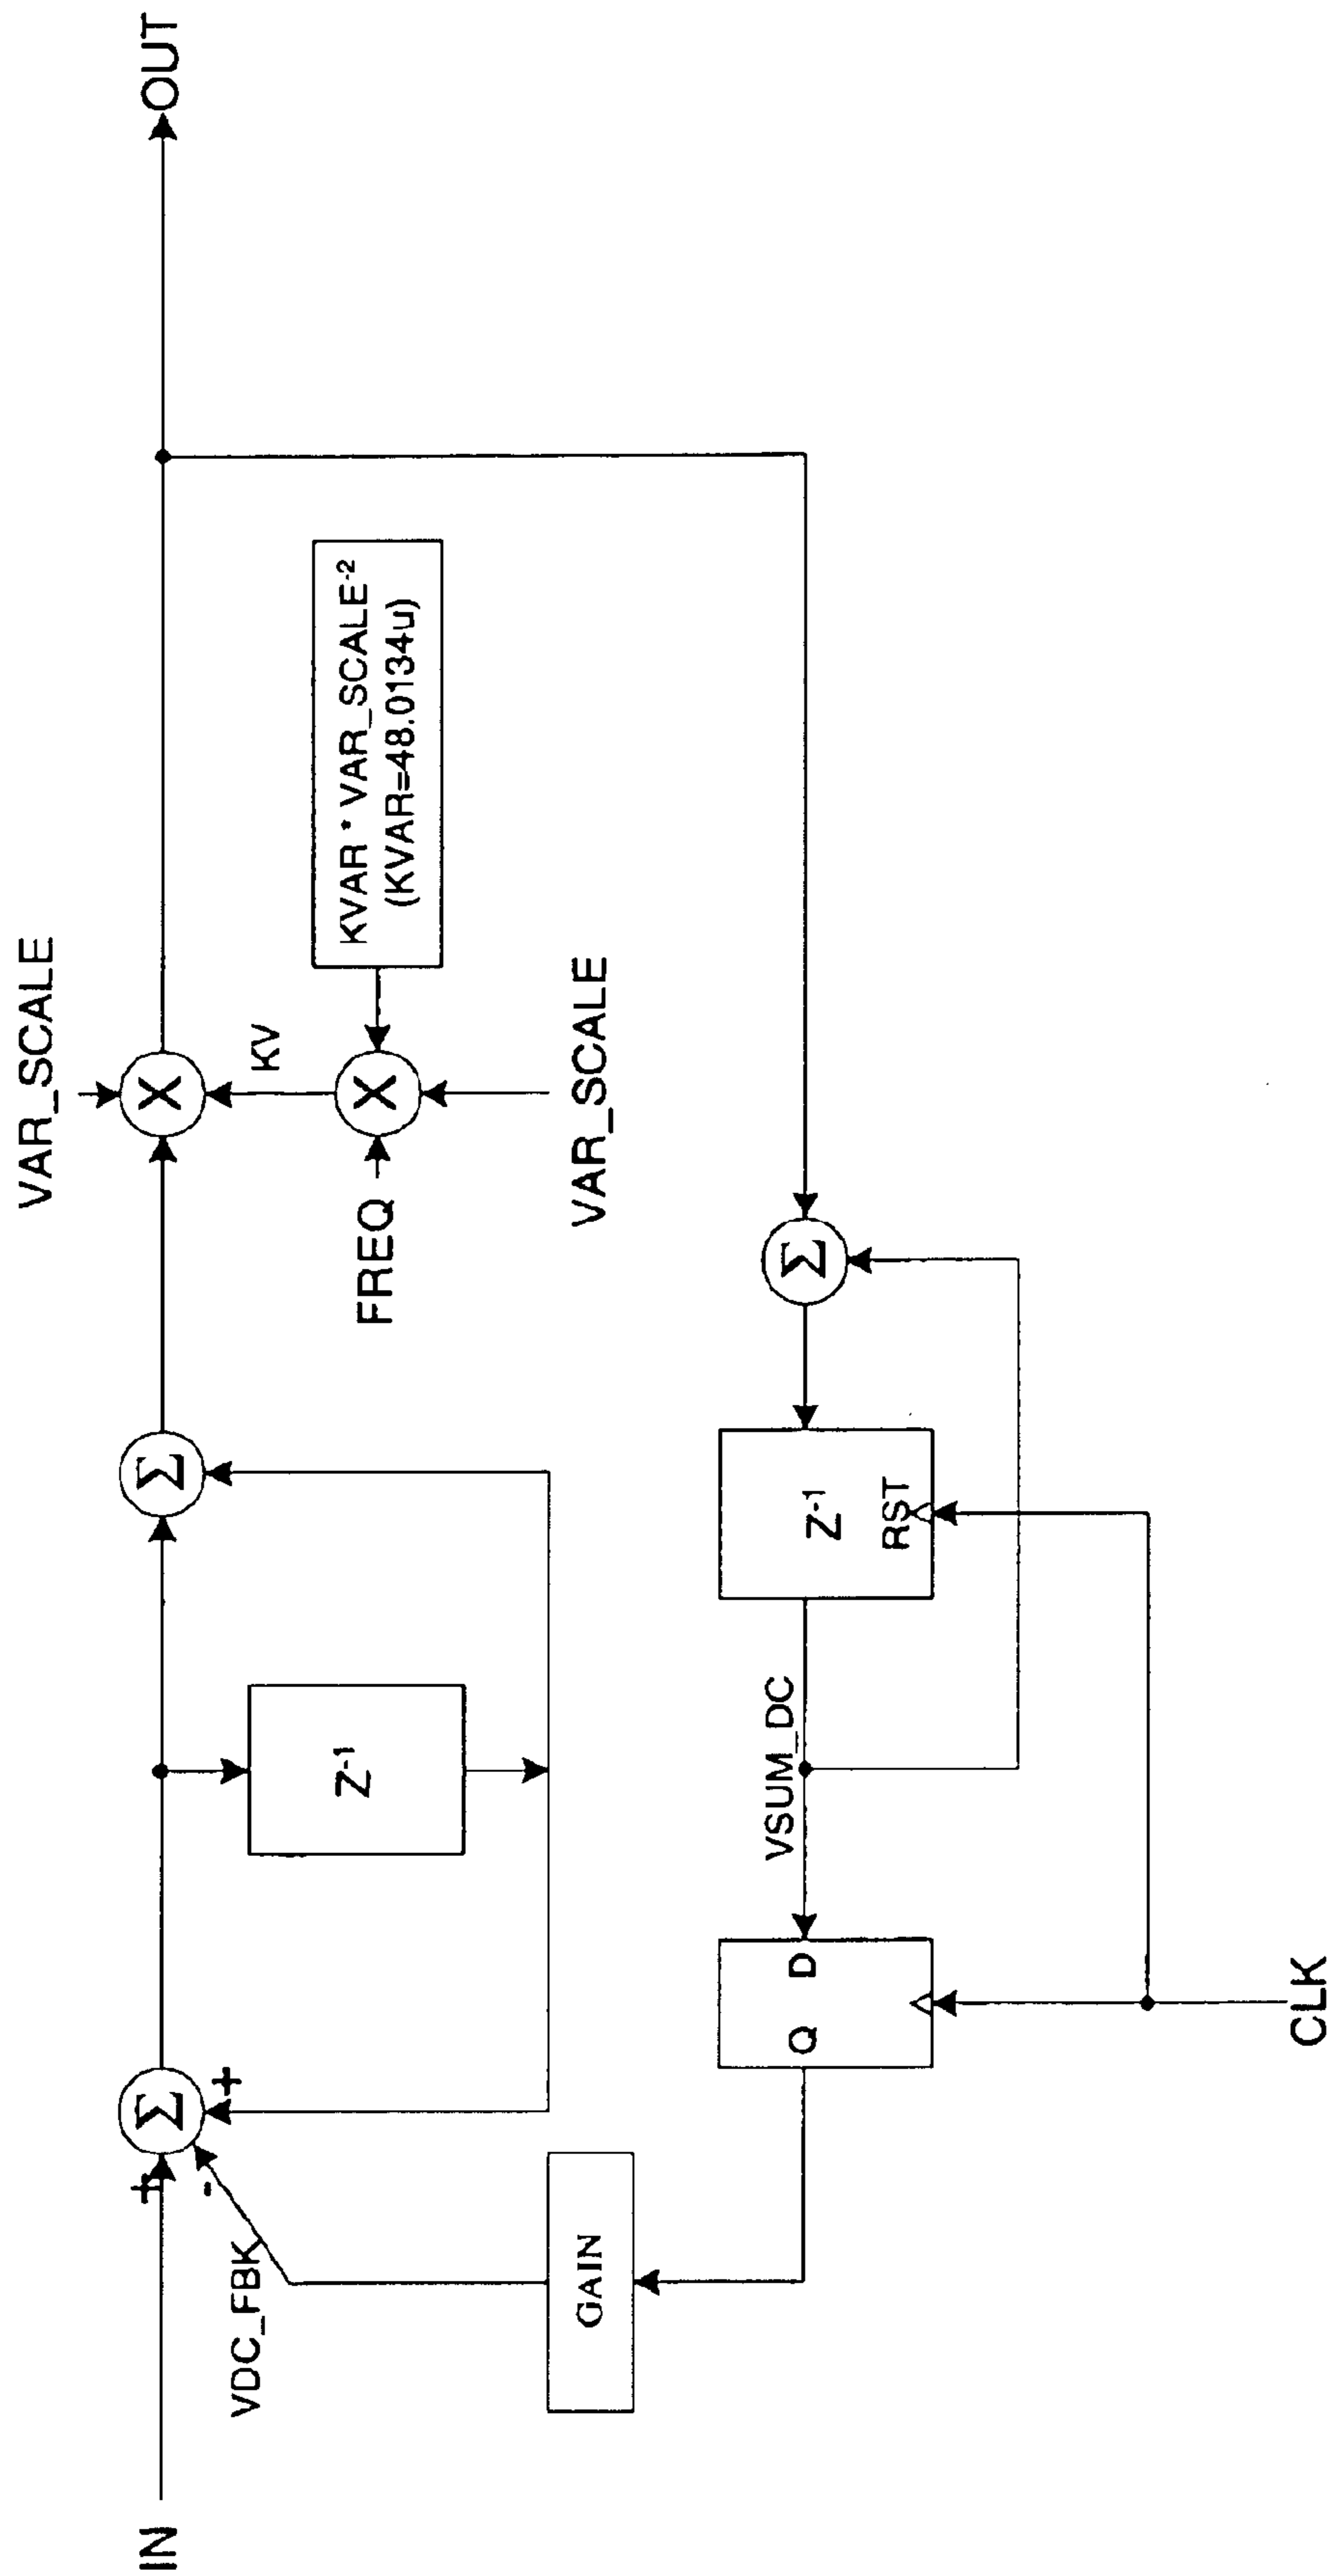 VAR_SCALE
IN
+
-
+
Σ
Σ
X
OUT
VDC_FBK
Z-1
KV
FREQ
X
KVAR * VAR_SCALE-2
(KVAR=48.0134u)
VAR_SCALE
GAIN
Q
D
VSUM_DC
Z-1
RST
Σ
CLK